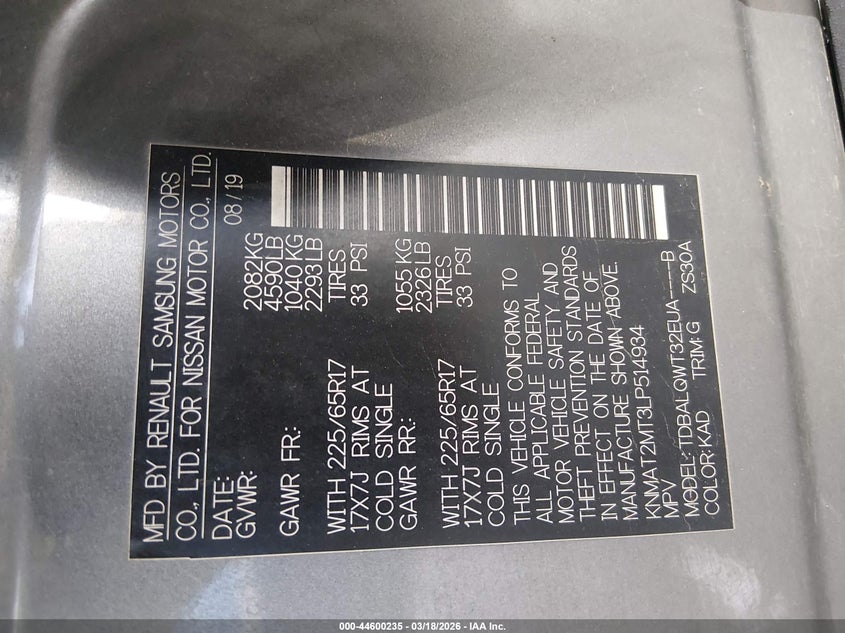 MFD BY RENAULT SAMSUNG MOTORS
CO., LTD. FOR NISSAN MOTOR CO., LTD.
DATE: 08/19
GVWR: 2082KG
4590LB
GAWR FR: 1040KG
2293LB
WITH 225/65R17 TIRES
17X7J RIMS AT 33 PSI
COLD SINGLE
GAWR RR: 1055 KG
2326LB
WITH 225/65R17 TIRES
17X7J RIMS AT 33 PSI
COLD SINGLE
THIS VEHICLE CONFORMS TO
ALL APPLICABLE FEDERAL
MOTOR VEHICLE SAFETY AND
THEFT PREVENTION STANDARDS
IN EFFECT ON THE DATE OF
MANUFACTURE SHOWN ABOVE.
KNMAT2MT3LP514934
MPV
MODEL: TDBALQWT32EUA----B
COLOR:KAD TRIM:G ZS30A
000-44600235 - 03/18/2026 - IAA Inc.